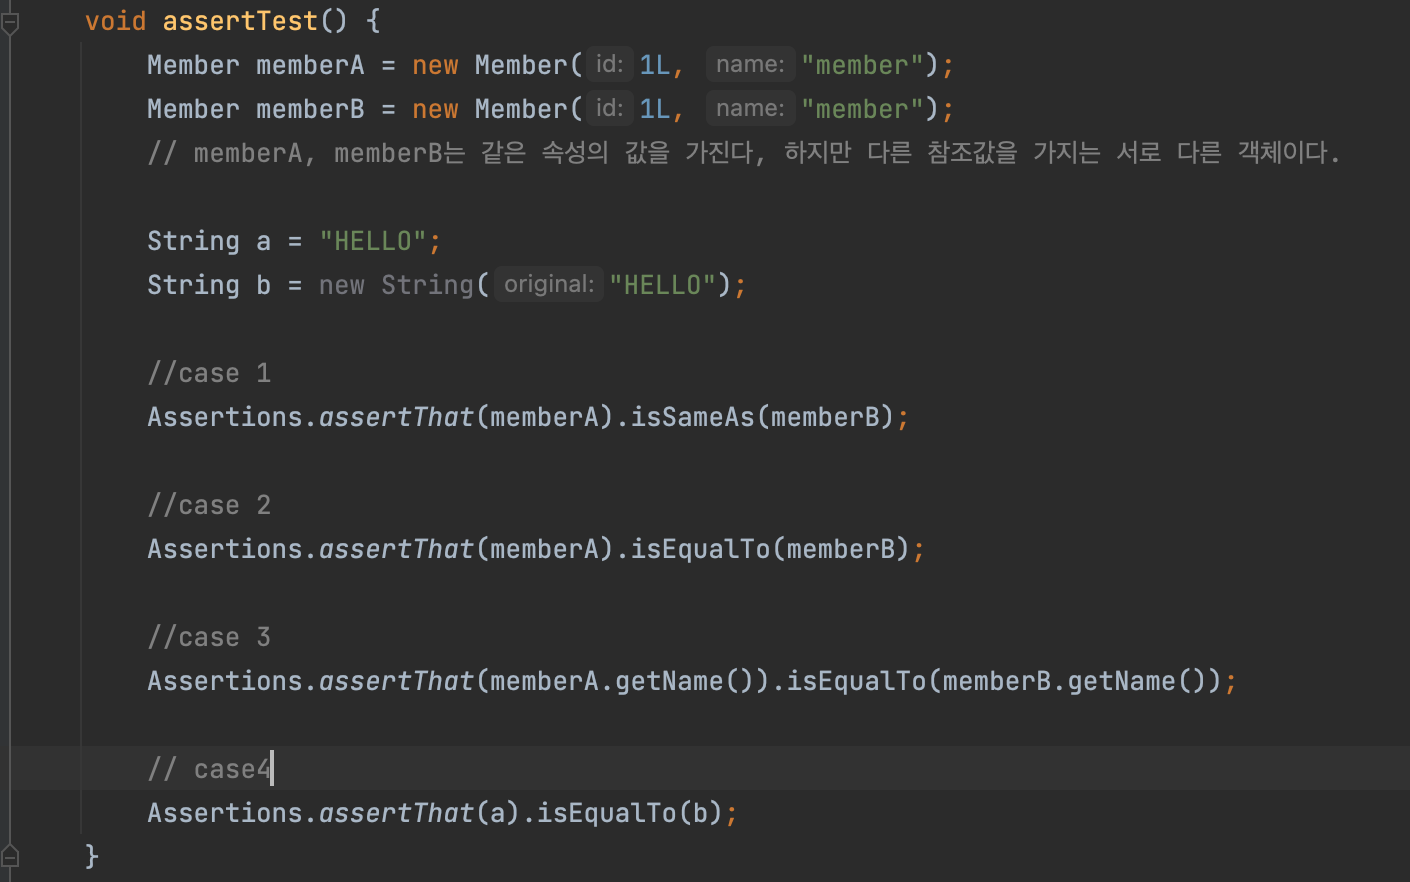 void assertTest() {
Member memberA = new Member( id: 1L, name: "member");
Member memberB = new Member( id: 1L, name: "member");
// memberA, memberB는 같은 속성의 값을 가진다, 하지만 다른 참조값을 가지는 서로 다른 객체이다.
String a = "HELLO";
String b = new String( original: "HELLO");
//case 1
Assertions.assertThat(memberA).isSameAs(memberB);
//case 2
Assertions.assertThat(memberA).isEqualTo(memberB);
//case 3
Assertions.assertThat(memberA.getName()).isEqualTo(memberB.getName());
// case4
Assertions.assertThat(a).isEqualTo(b);
}